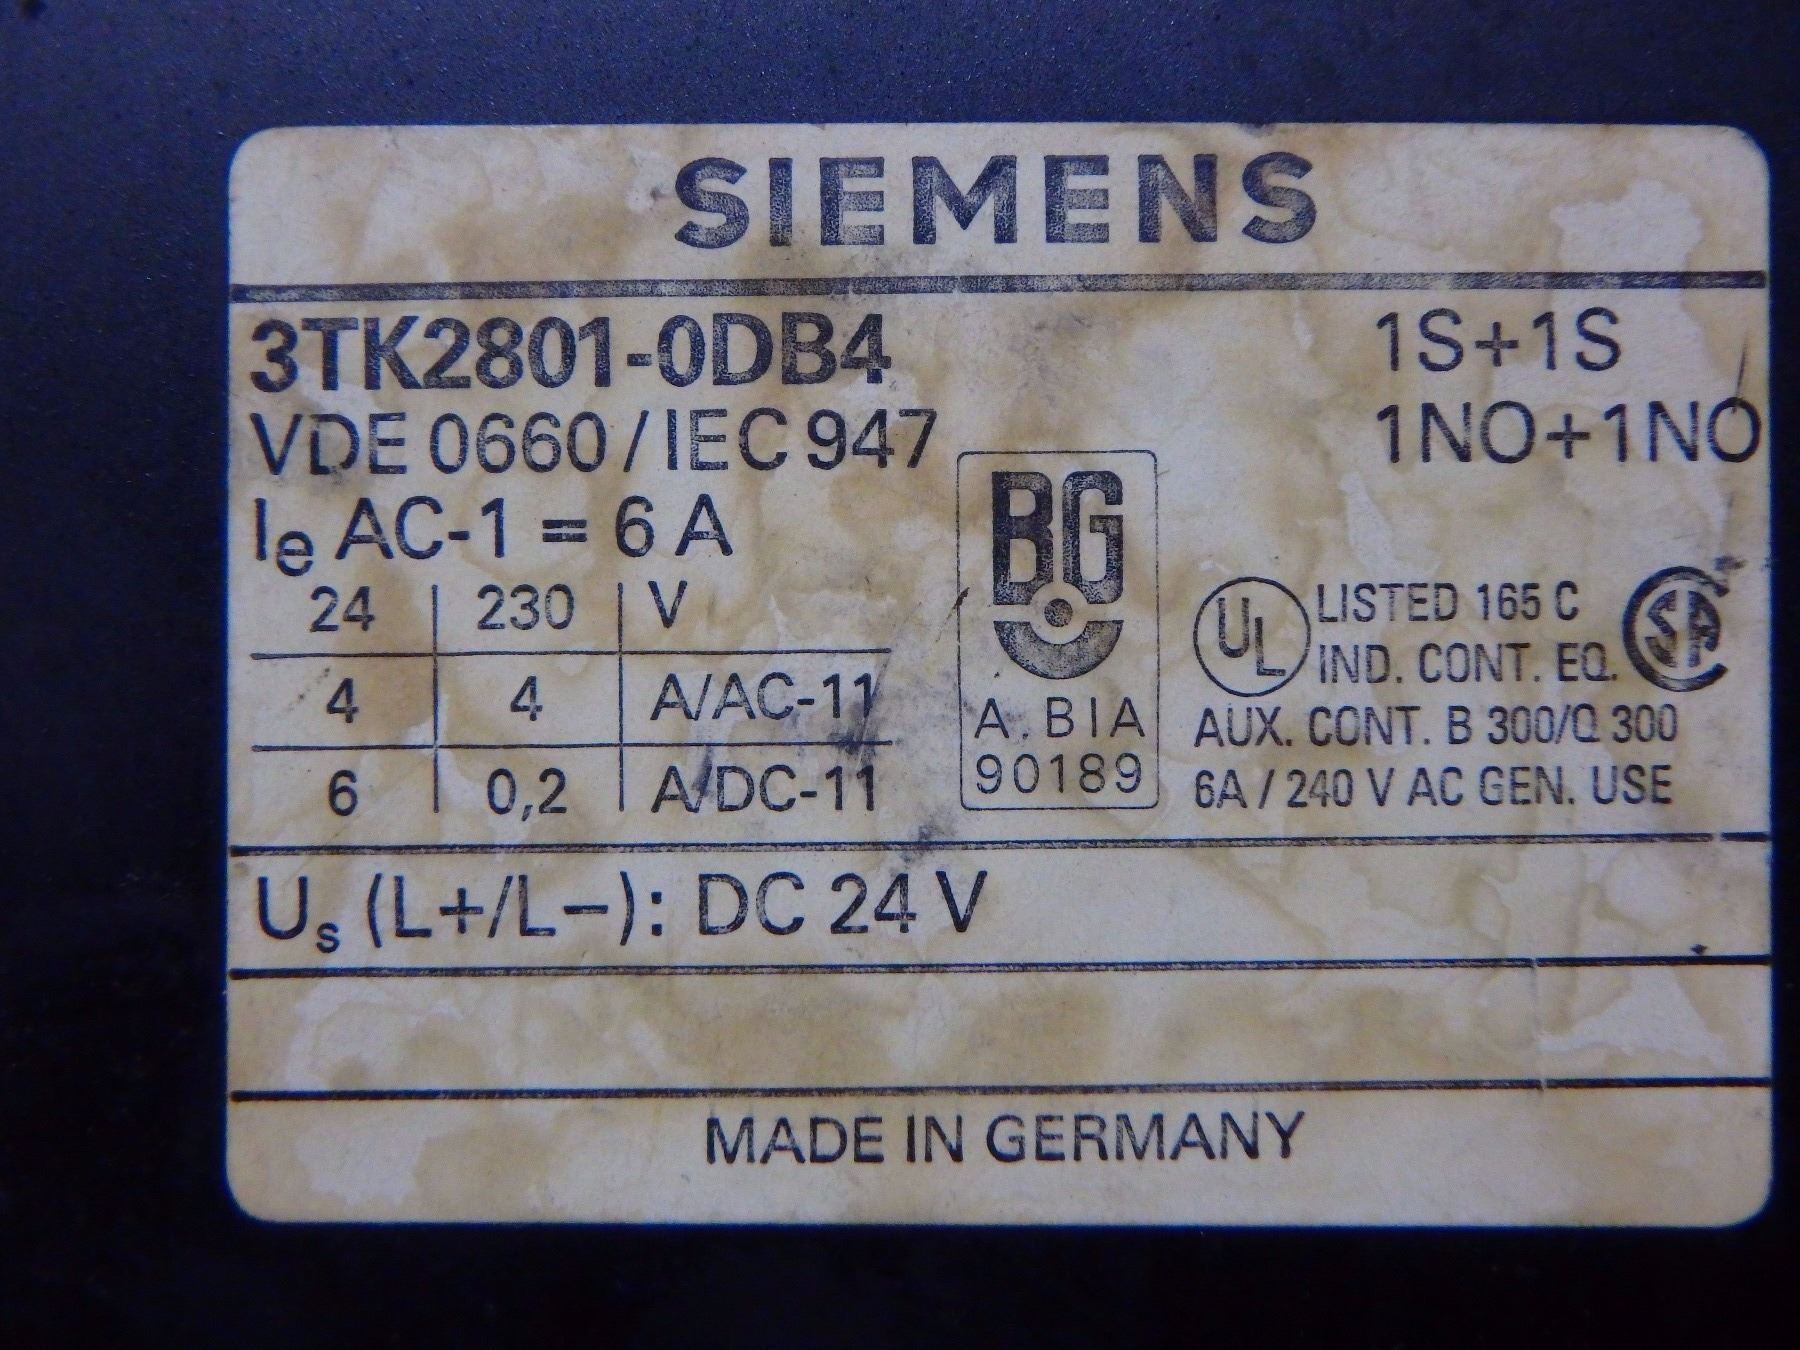 SIEMENS
3TK2801-0DB4
1S+1S
VDE 0660 / IEC 947
1NO+1NO
Ie AC-1 = 6 A
24 230 V
4 4 A/AC-11
6 0,2 A/DC-11
BG
A. BIA
90189
UL LISTED 165 C SA
IND. CONT. EQ.
AUX. CONT. B 300/Q 300
6A / 240 V AC GEN. USE
Us (L+/L−): DC 24 V
MADE IN GERMANY